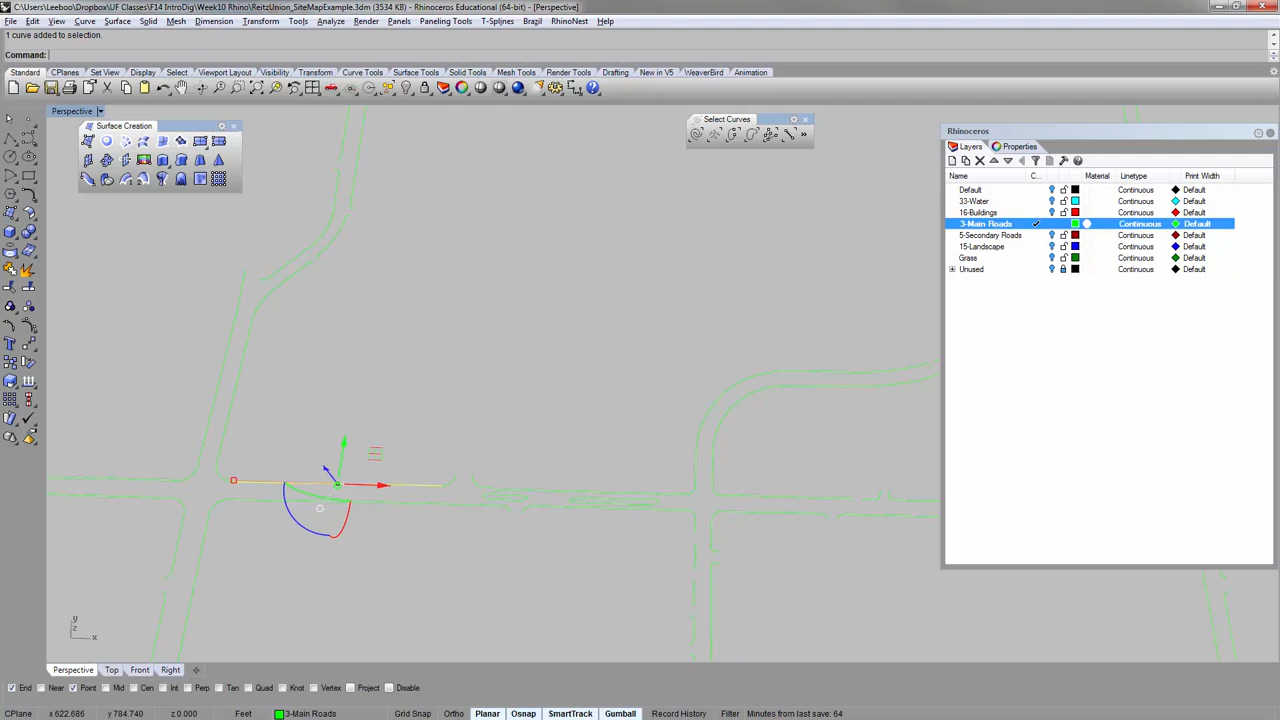 C:\Users\Leeboo\Dropbox\UF Classes\F14 IntroDig\Week10 Rhino\ReitzUnion_SiteMapExample.3dm (3534 KB) - Rhinoceros Educational (64-bit) - [Perspective]
File Edit View Curve Surface Solid Mesh Dimension Transform Tools Analyze Render Panels Paneling Tools T-Splines Brazil RhinoNest Help
1 curve added to selection.
Command:
Standard CPlanes Set View Display Select Viewport Layout Visibility Transform Curve Tools Surface Tools Solid Tools Mesh Tools Render Tools Drafting New in V5 WeaverBird Animation
Perspective
Surface Creation
Select Curves
Rhinoceros
Layers Properties
Name C... Material Linetype Print Width
Default Continuous Default
33-Water Continuous Default
16-Buildings Continuous Default
3-Main Roads Continuous Default
5-Secondary Roads Continuous Default
15-Landscape Continuous Default
Grass Continuous Default
Unused Continuous Default
y
z
x
Perspective Top Front Right
End Near Point Mid Cen Int Perp Tan Quad Knot Vertex Project Disable
CPlane x 622.686 y 784.740 z 0.000 Feet 3-Main Roads Grid Snap Ortho Planar Osnap SmartTrack Gumball Record History Filter Minutes from last save: 64